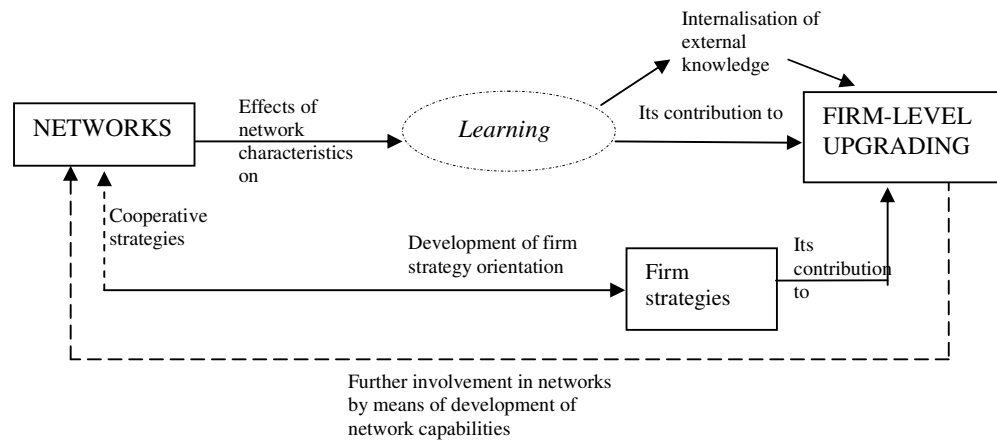 Internalisation of
external
knowledge
NETWORKS
Effects of
network
characteristics
on
Learning
Its contribution to
FIRM-LEVEL
UPGRADING
Cooperative
strategies
Development of firm
strategy orientation
Firm
strategies
Its
contribution
to
Further involvement in networks
by means of development of
network capabilities